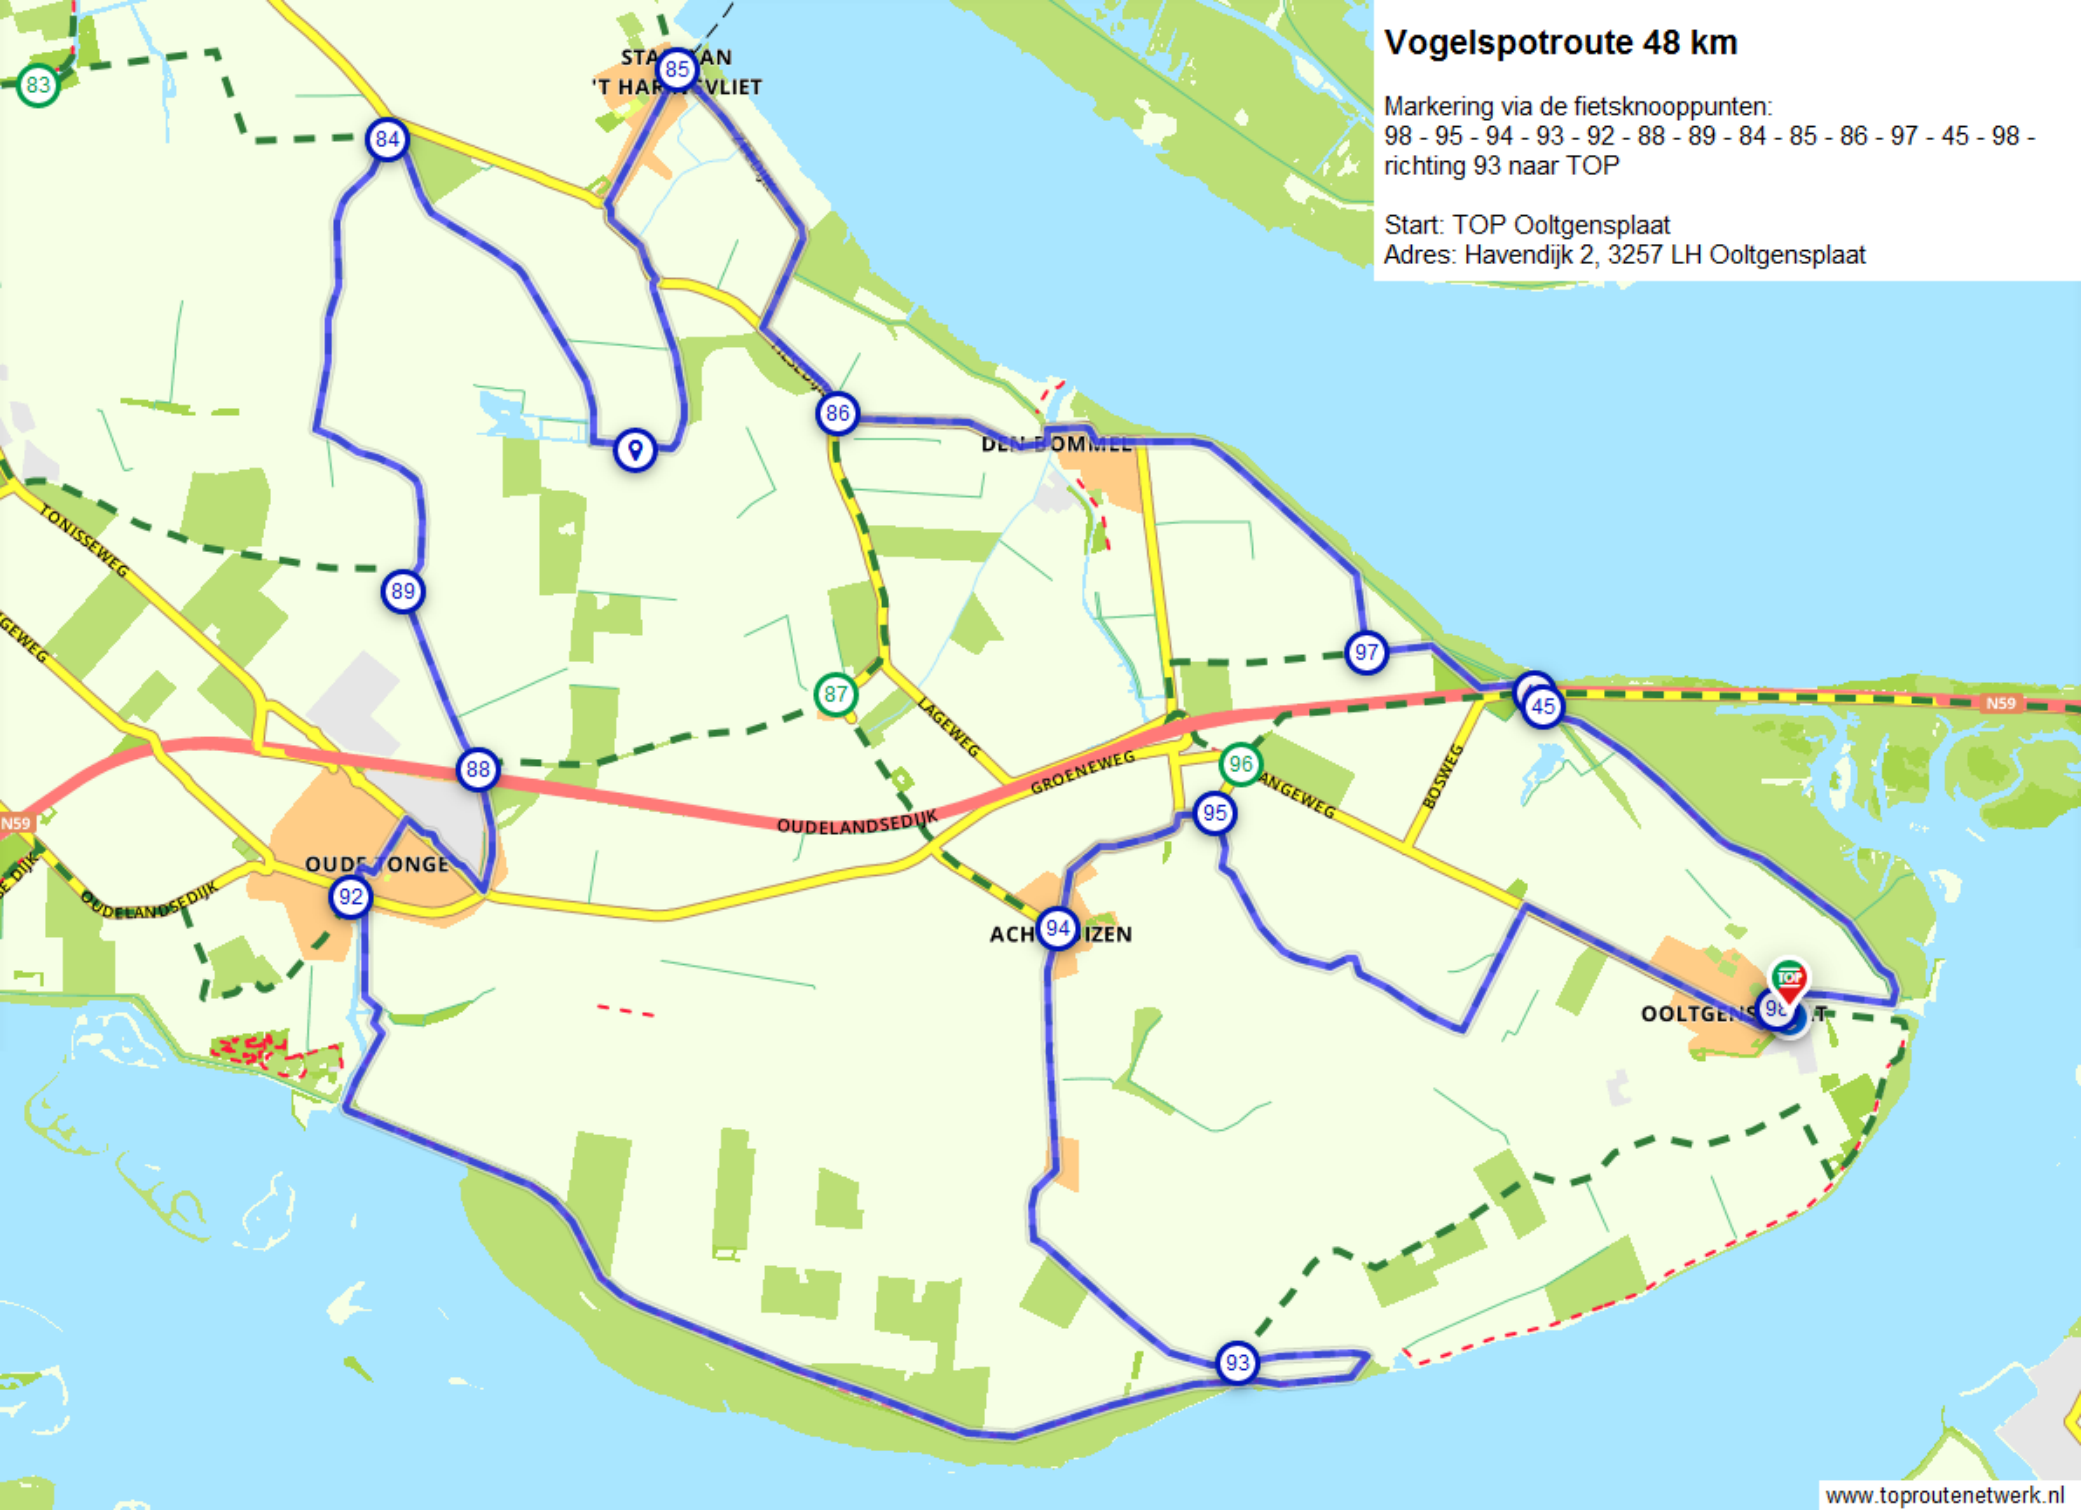 Vogelspotroute 48 km
Markering via de fietsknooppunten:
98 - 95 - 94 - 93 - 92 - 88 - 89 - 84 - 85 - 86 - 97 - 45 - 98 -
richting 93 naar TOP
Start: TOP Ooltgensplaat
Adres: Havendijk 2, 3257 LH Ooltgensplaat
85
83
84
86
TONISSEWEG
89
97
87
45
N59
LAGEWEG
88
GROENEWEG
96
BOSWEG
95
N59
OUDELANDSEDIJK
OUDE TONGE
92
OUDELANDSEDIJK
94
TOP
98
93
www.toproutenetwerk.nl